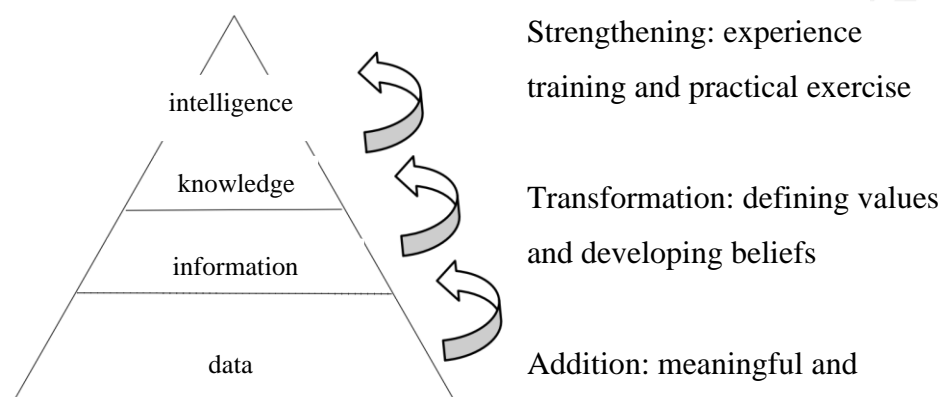 Strengthening: experience
training and practical exercise
intelligence
knowledge
Transformation: defining values
and developing beliefs
information
data
Addition: meaningful and